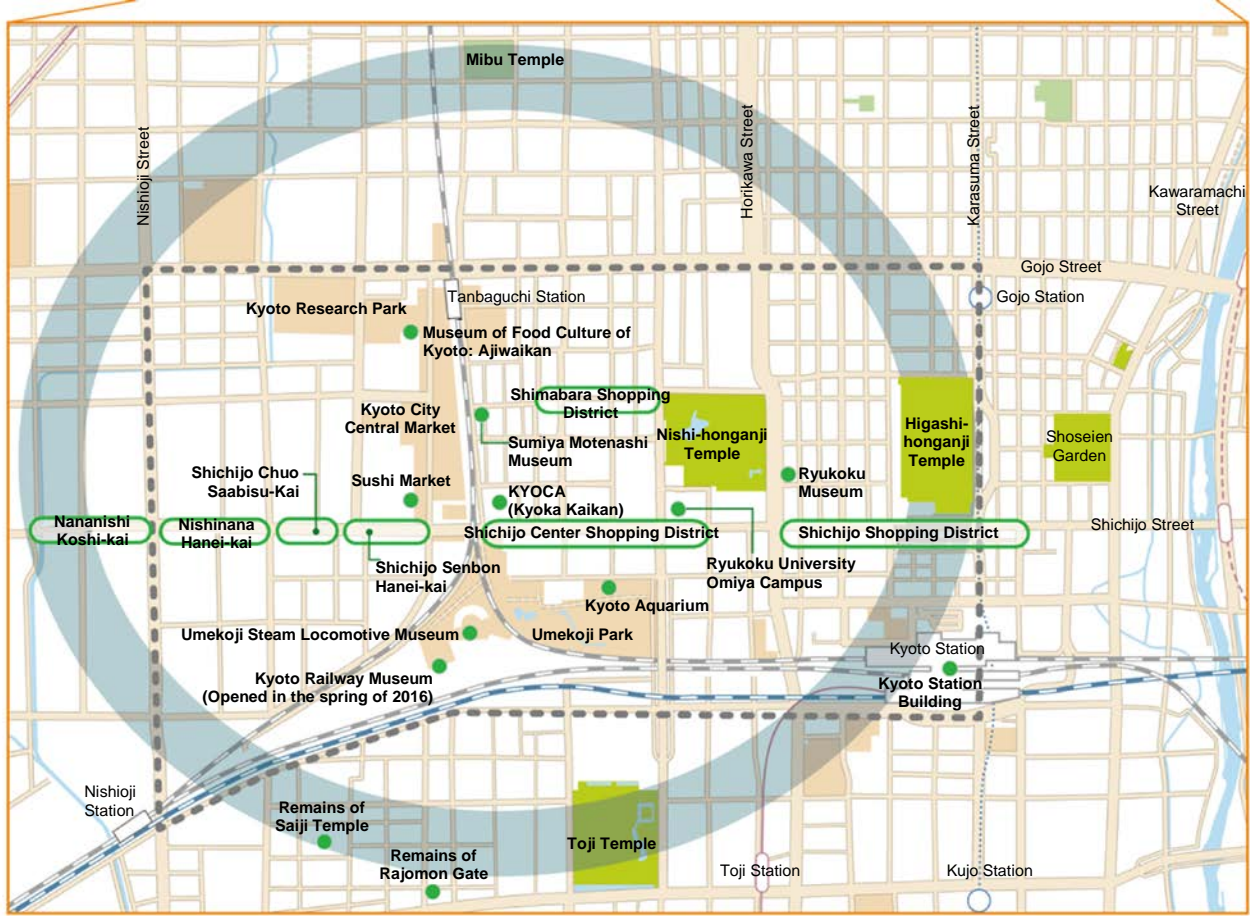 Mibu Temple
Nishioji Street
Horikawa Street
Karasuma Street
Kawaramachi
Street
Gojo Street
Tanbaguchi Station
Gojo Station
Kyoto Research Park
Museum of Food Culture of
Kyoto: Ajiwaikan
Shimabara Shopping
District
Kyoto City
Central Market
Nishi-honganji
Temple
Higashi-
honganji
Temple
Shoseien
Garden
Sumiya Motenashi
Museum
Shichijo Chuo
Saabisu-Kai
Sushi Market
KYOCA
(Kyoka Kaikan)
Ryukoku
Museum
Nananishi
Koshi-kai
Nishinana
Hanei-kai
Shichijo Center Shopping District
Shichijo Shopping District
Shichijo Street
Shichijo Senbon
Hanei-kai
Ryukoku University
Omiya Campus
Kyoto Aquarium
Umekoji Steam Locomotive Museum
Umekoji Park
Kyoto Station
Kyoto Railway Museum
(Opened in the spring of 2016)
Kyoto Station
Building
Nishioji
Station
Remains of
Saiji Temple
Toji Temple
Remains of
Rajomon Gate
Toji Station
Kujo Station